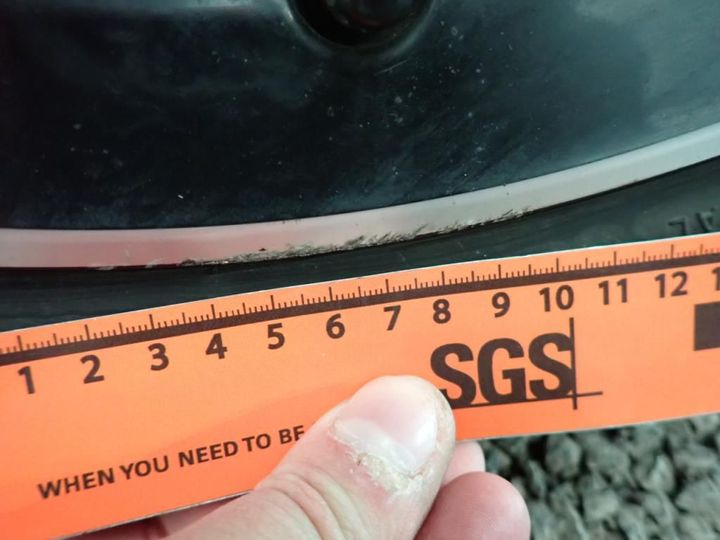 1 2 3 4 5 6 7 8 9 10 11 12
SGS
WHEN YOU NEED TO BE